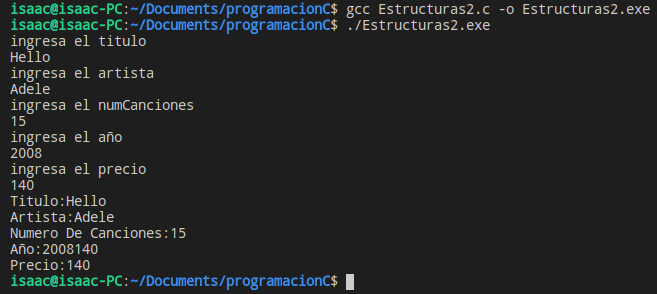 isaac@isaac-PC:~/Documents/programacionC$ gcc Estructuras2.c -o Estructuras2.exe
isaac@isaac-PC:~/Documents/programacionC$ ./Estructuras2.exe
ingresa el titulo
Hello
ingresa el artista
Adele
ingresa el numCanciones
15
ingresa el año
2008
ingresa el precio
140
Titulo:Hello
Artista:Adele
Numero De Canciones:15
Año:2008140
Precio:140
isaac@isaac-PC:~/Documents/programacionC$